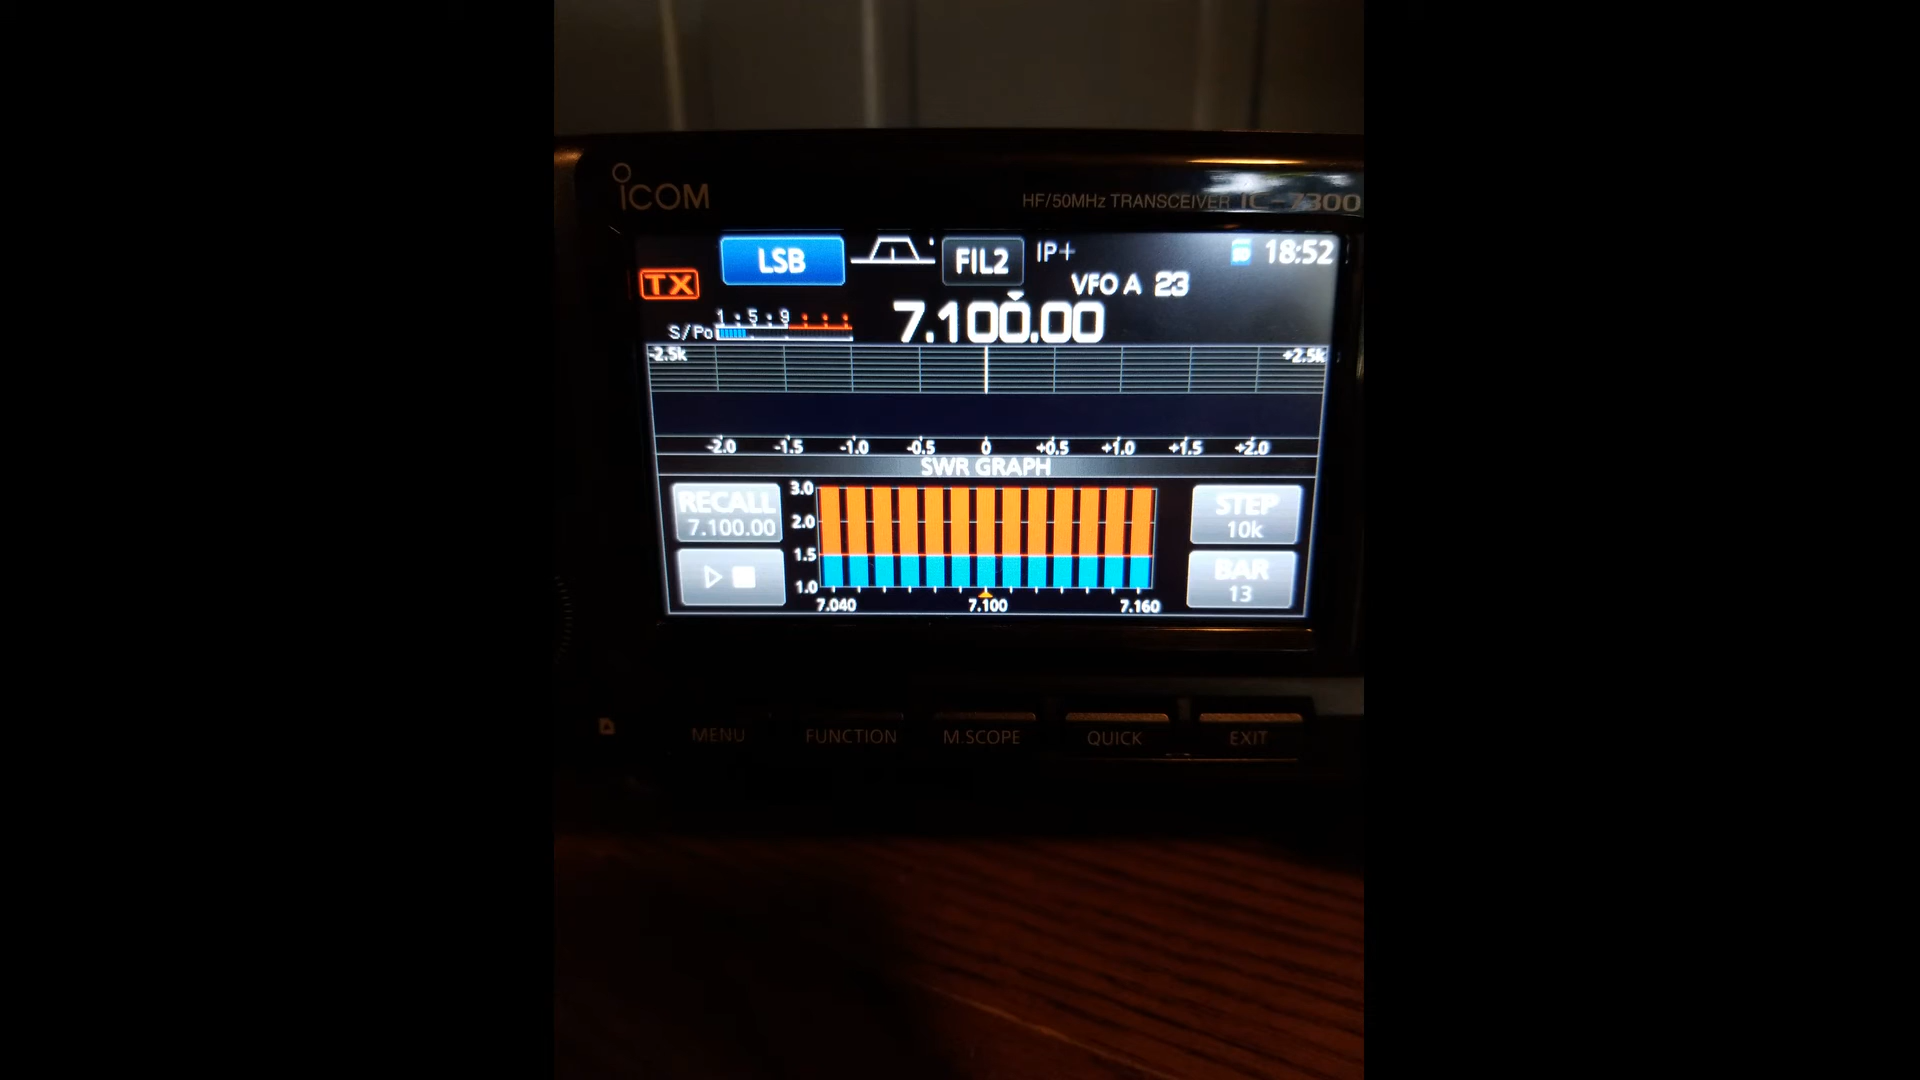 ICOM
HF/50MHz TRANSCEIVER IC-7300
LSB FIL2 IP+ 18:52
TX VFO A 23
7.100.00
1 5 9
S/Po
-2.5k +2.5k
-2.0 -1.5 -1.0 -0.5 0 +0.5 +1.0 +1.5 +2.0
SWR GRAPH
RECALL
7.100.00
3.0
2.0
1.5
1.0
7.040 7.100 7.160
STEP
10k
BAR
13
MENU FUNCTION M.SCOPE QUICK EXIT